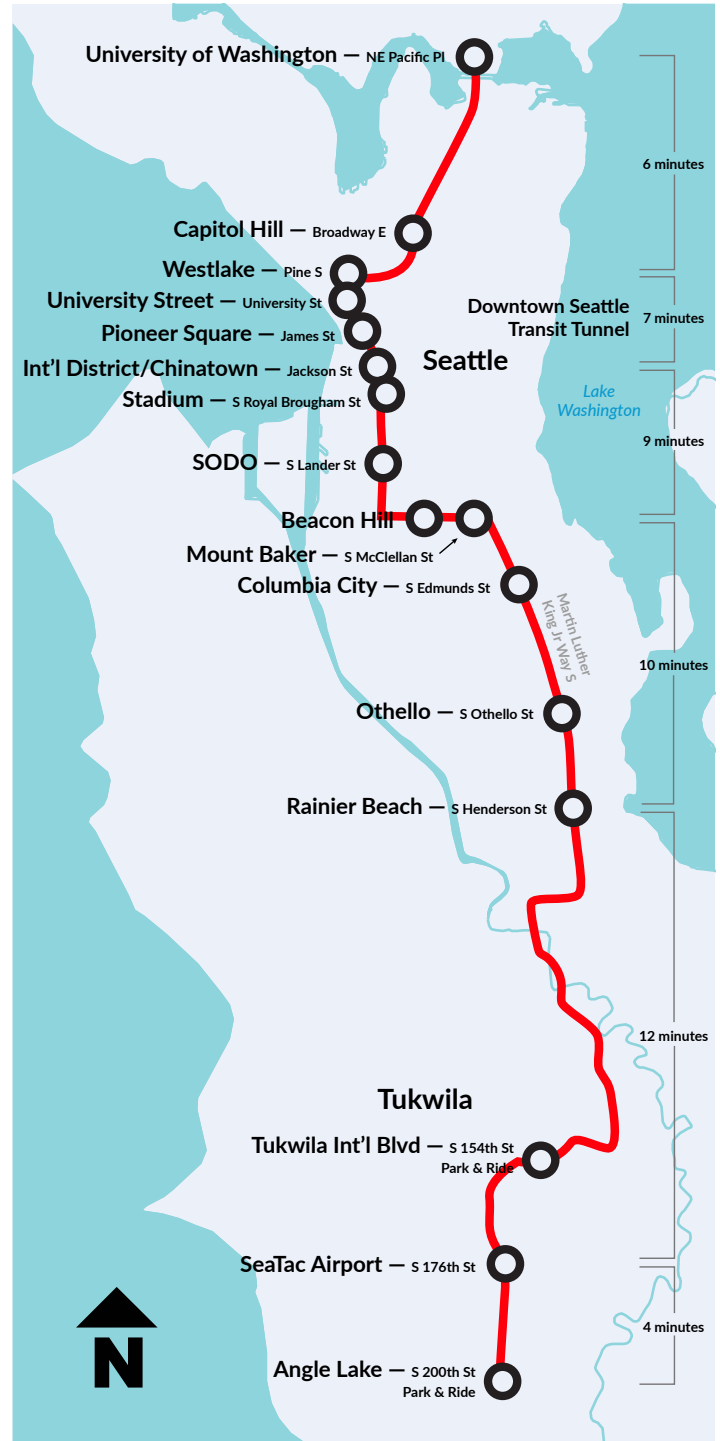 University of Washington — NE Pacific Pl
6 minutes
Capitol Hill — Broadway E
Westlake — Pine S
University Street — University St
Downtown Seattle
Transit Tunnel
7 minutes
Pioneer Square — James St
Seattle
Int'l District/Chinatown — Jackson St
Stadium — S Royal Brougham St
Lake
Washington
9 minutes
SODO — S Lander St
Beacon Hill
Mount Baker — S McClellan St
Columbia City — S Edmunds St
Martin Luther
King Jr Way S
10 minutes
Othello — S Othello St
Rainier Beach — S Henderson St
12 minutes
Tukwila
Tukwila Int'l Blvd — S 154th St
Park & Ride
SeaTac Airport — S 176th St
4 minutes
Angle Lake — S 200th St
Park & Ride
N